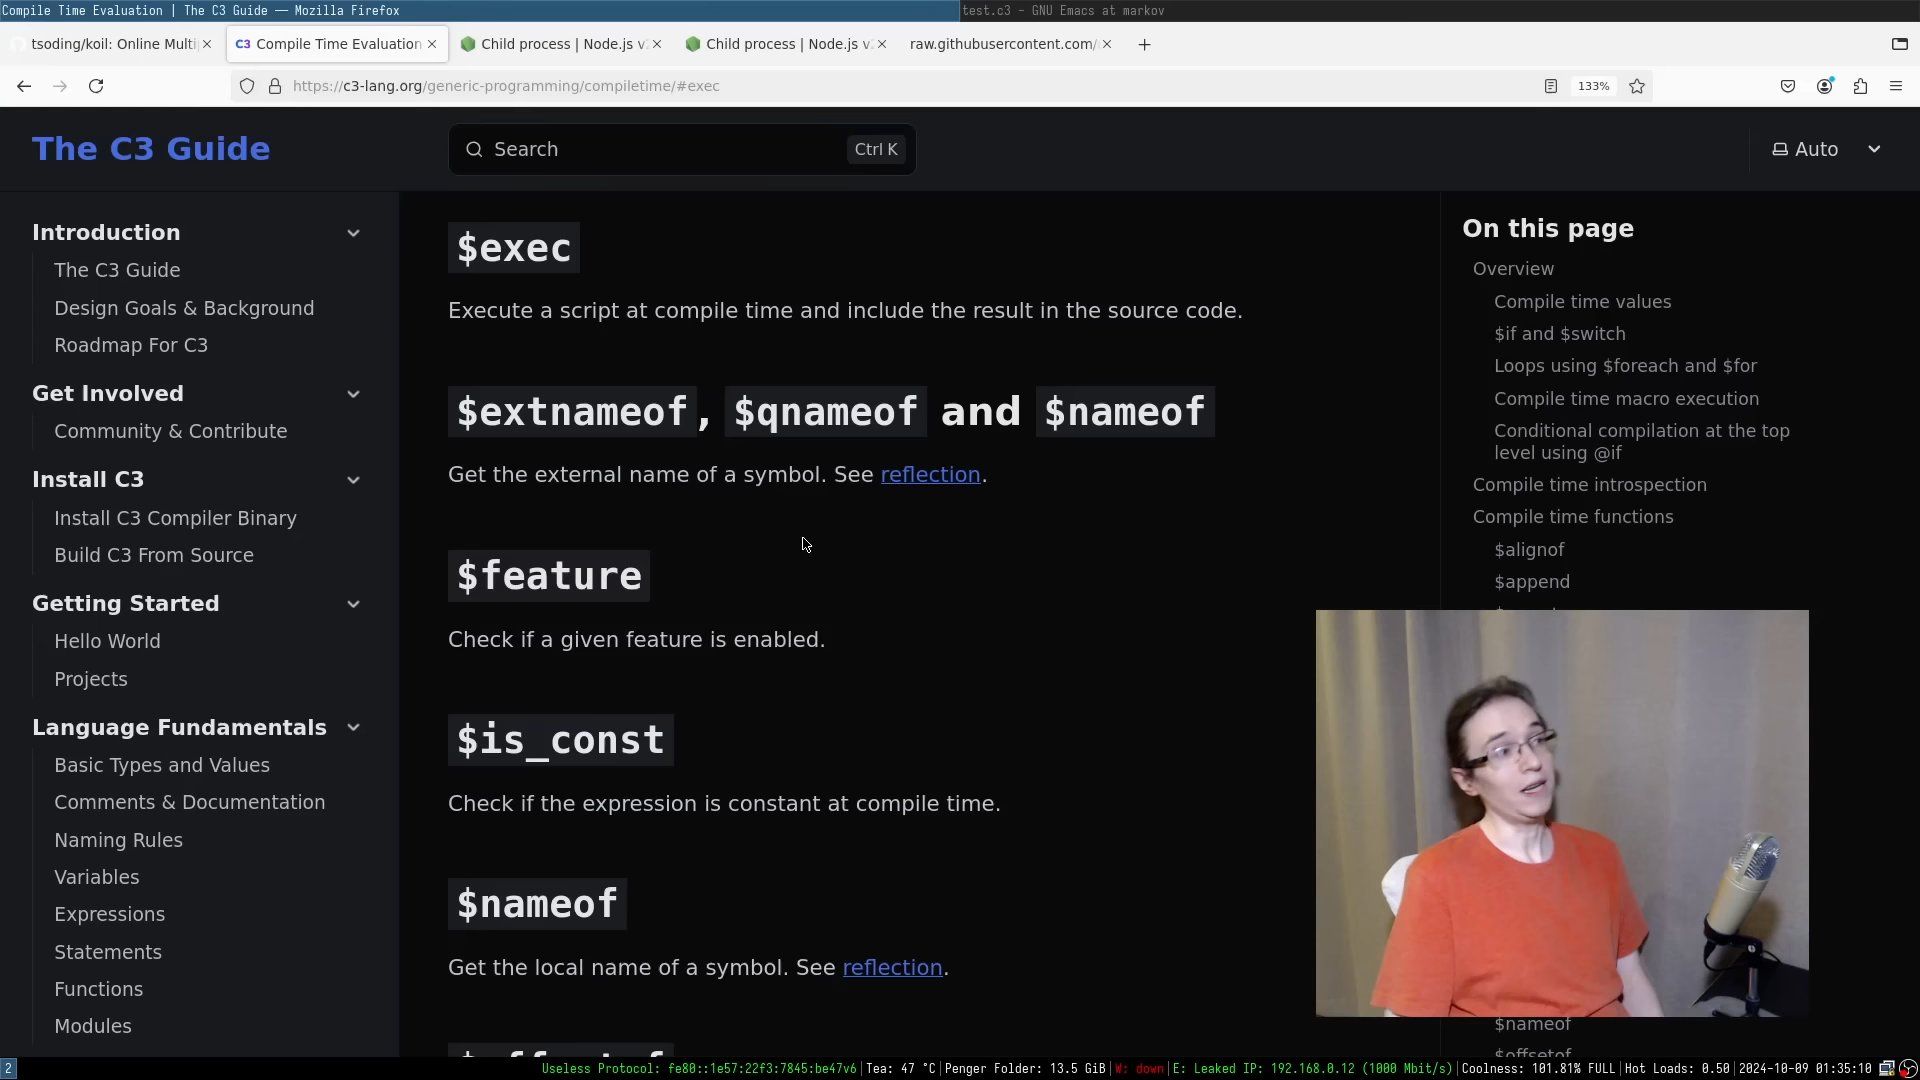 Compile Time Evaluation | The C3 Guide — Mozilla Firefox
test.c3 - GNU Emacs at markov
tsoding/koil: Online Multi
C3 Compile Time Evaluation
Child process | Node.js v
Child process | Node.js v
raw.githubusercontent.com/
https://c3-lang.org/generic-programming/compiletime/#exec
133%
The C3 Guide
Search
Ctrl K
Auto
Introduction
The C3 Guide
Design Goals & Background
Roadmap For C3
Get Involved
Community & Contribute
Install C3
Install C3 Compiler Binary
Build C3 From Source
Getting Started
Hello World
Projects
Language Fundamentals
Basic Types and Values
Comments & Documentation
Naming Rules
Variables
Expressions
Statements
Functions
Modules
$exec
Execute a script at compile time and include the result in the source code.
$extnameof, $qnameof and $nameof
Get the external name of a symbol. See reflection.
$feature
Check if a given feature is enabled.
$is_const
Check if the expression is constant at compile time.
$nameof
Get the local name of a symbol. See reflection.
On this page
Overview
Compile time values
$if and $switch
Loops using $foreach and $for
Compile time macro execution
Conditional compilation at the top
level using @if
Compile time introspection
Compile time functions
$alignof
$append
$nameof
$offsetof
2
Useless Protocol: fe80::1e57:22f3:7845:be47v6|Tea: 47 °C|Penger Folder: 13.5 GiB|W: down|E: Leaked IP: 192.168.0.12 (1000 Mbit/s)|Coolness: 101.81% FULL|Hot Loads: 0.50|2024-10-09 01:35:10